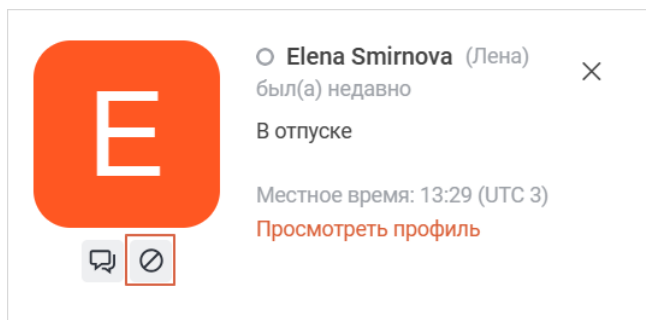 E
Elena Smirnova (Лена)
был(а) недавно
В отпуске
Местное время: 13:29 (UTC 3)
Просмотреть профиль